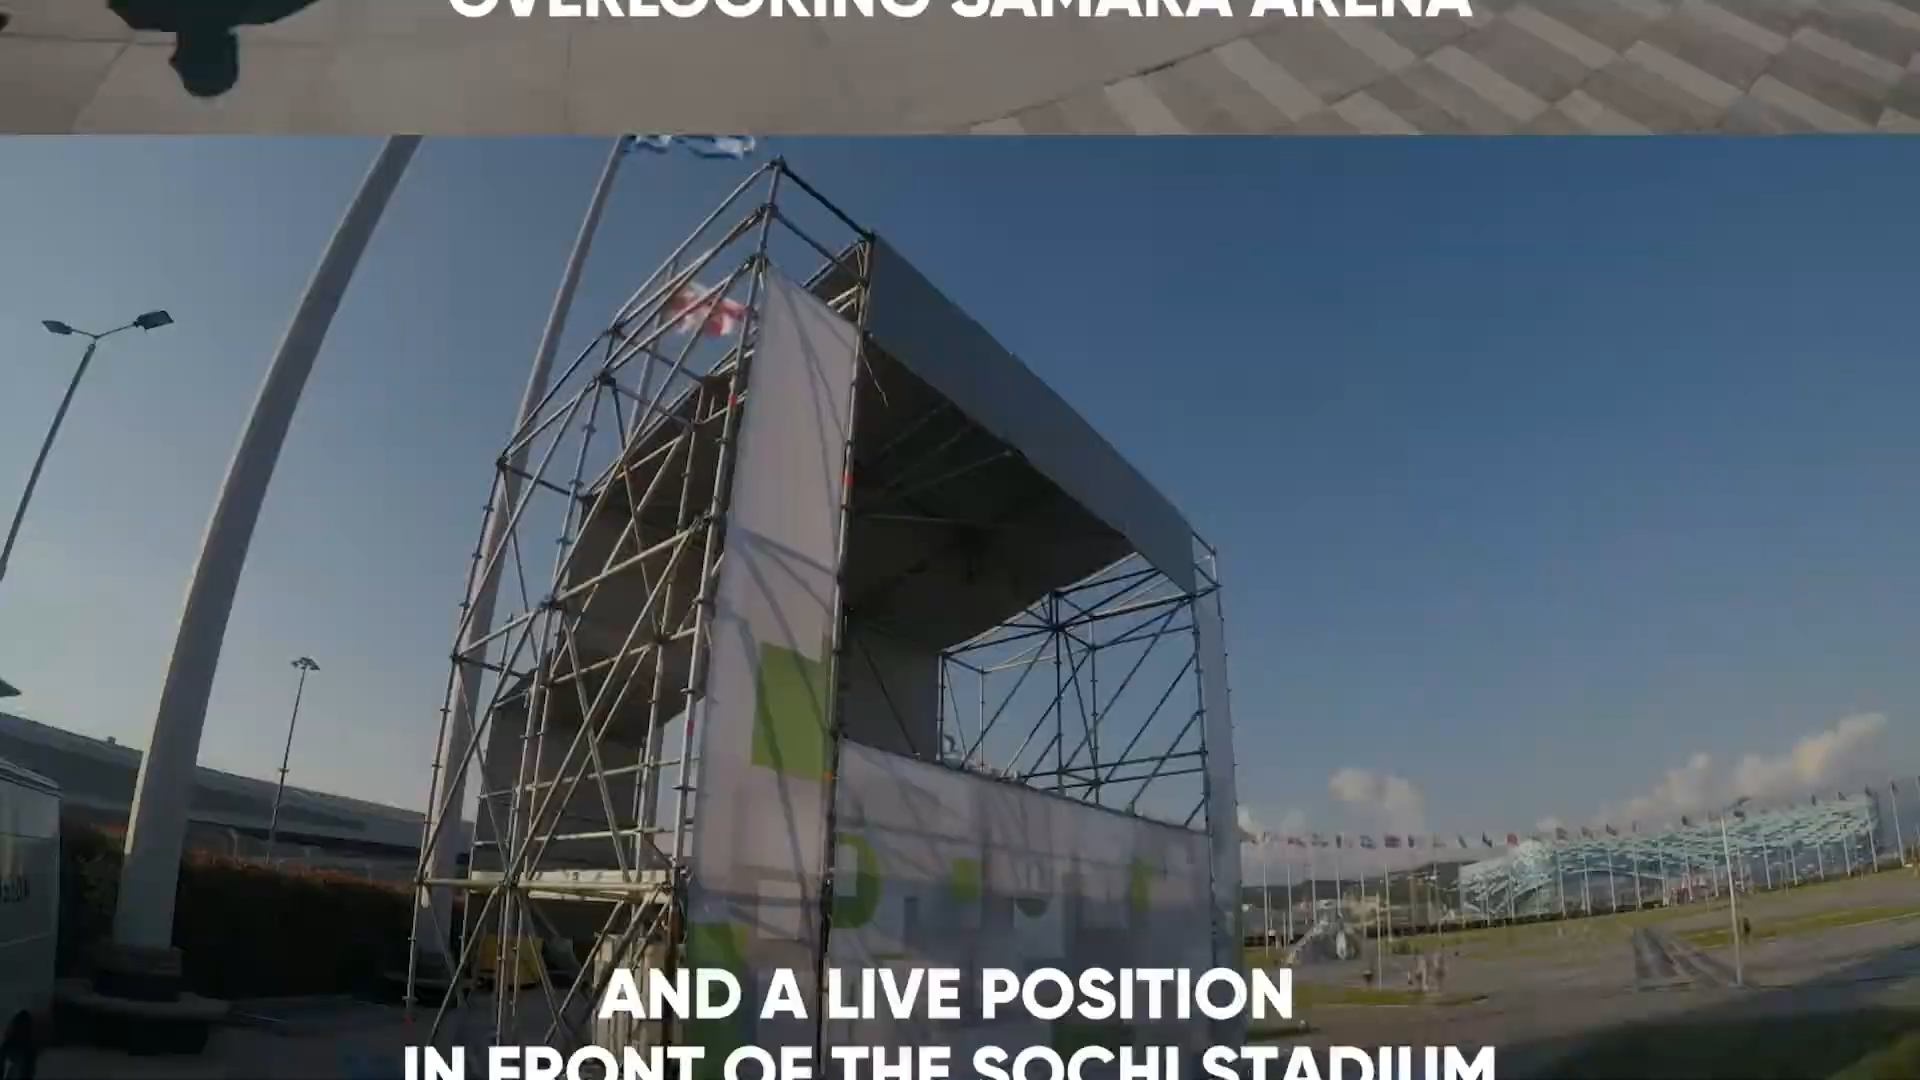 OVERLOOKING SAMARA ARENA
AND A LIVE POSITION
IN FRONT OF THE SOCHI STADIUM